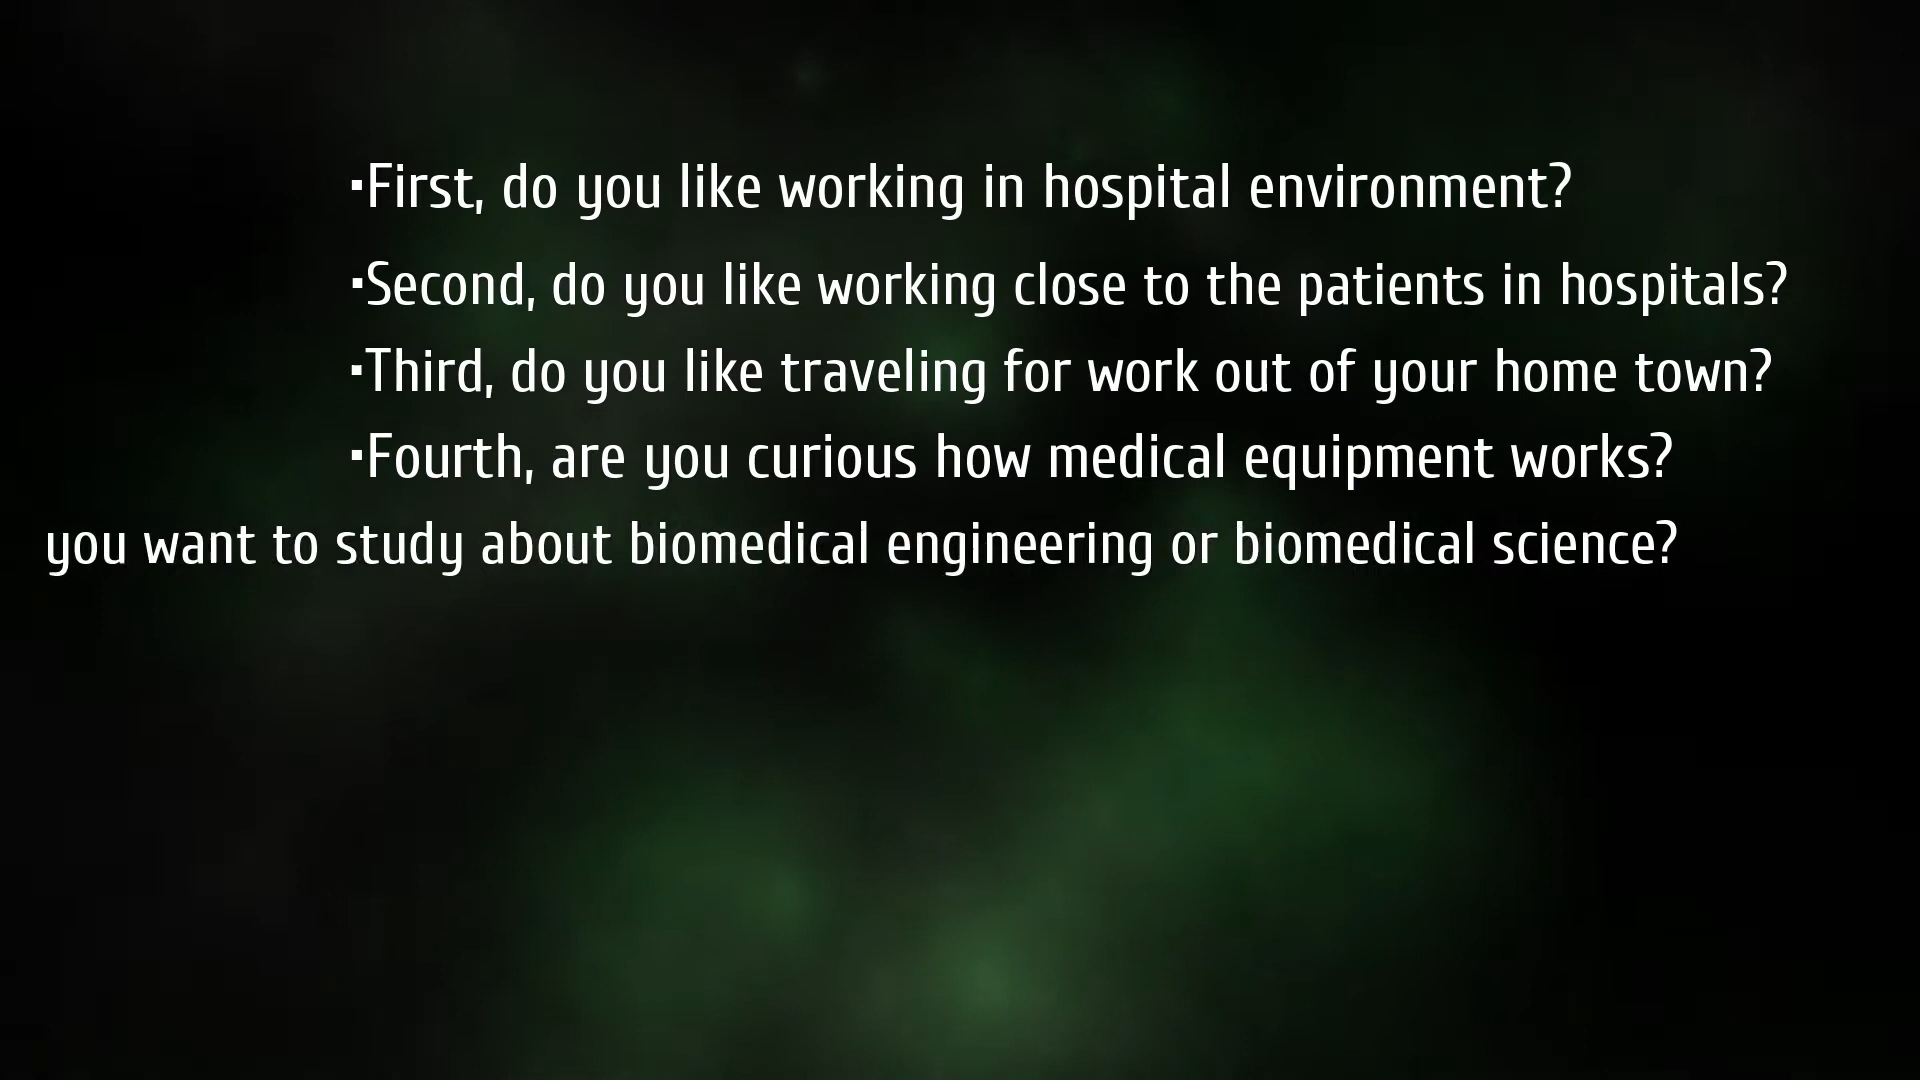 ▪First, do you like working in hospital environment?
▪Second, do you like working close to the patients in hospitals?
▪Third, do you like traveling for work out of your home town?
▪Fourth, are you curious how medical equipment works?
you want to study about biomedical engineering or biomedical science?